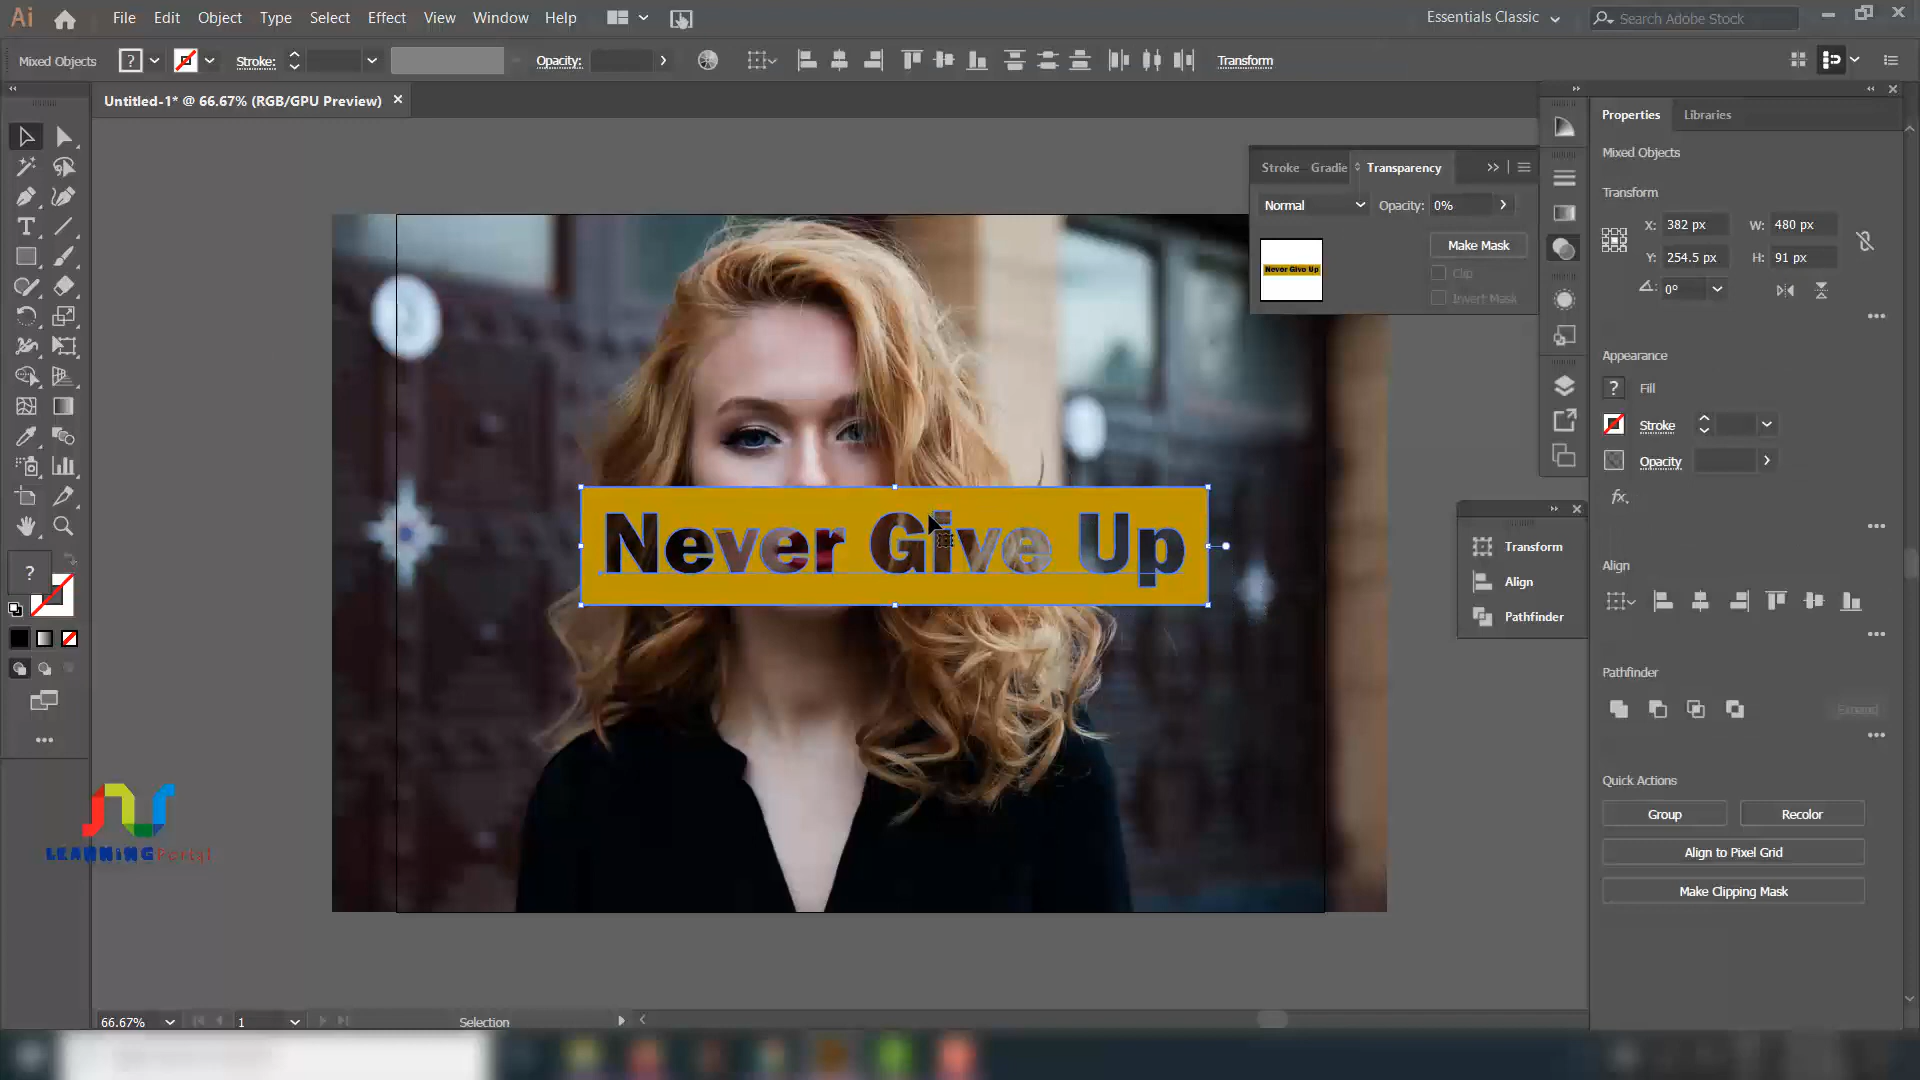 Ai File Edit Object Type Select Effect View Window Help Essentials Classic Search Adobe Stock
Mixed Objects ? Stroke: Opacity: Transform
Untitled-1* @ 66.67% (RGB/GPU Preview) ×
Properties Libraries
Mixed Objects
Transform
X: 382 px W: 480 px
Y: 254.5 px H: 91 px
0°
Appearance
? Fill
Stroke
Opacity
fx.
Align
Pathfinder
Expand
Quick Actions
Group Recolor
Align to Pixel Grid
Make Clipping Mask
Stroke Gradie Transparency
Normal Opacity: 0%
Never Give Up
Make Mask
Clip
Invert Mask
Transform
Align
Pathfinder
Never Give Up
?
LEARNiNG Portal
66.67% 1 Selection